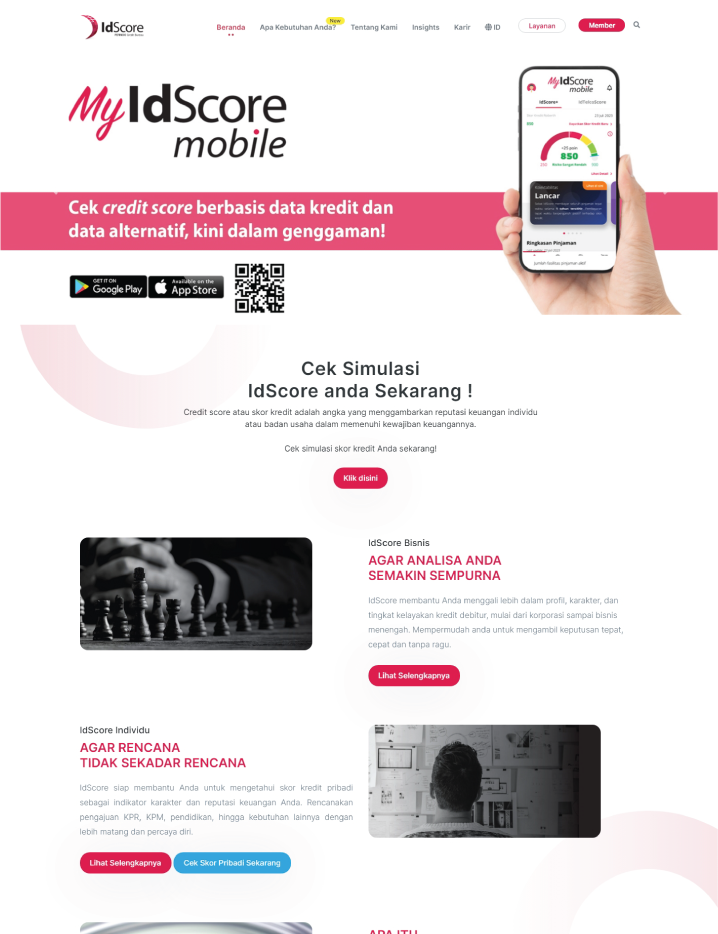 IdScore
Beranda
Apa Kebutuhan Anda?
New
Tentang Kami
Insights
Karir
ID
Layanan
Member
MyIdScore
mobile
MyIdScore
mobile
IdScore+
IdTelcoScore
850
Lancar
Ringkasan Pinjaman
Cek credit score berbasis data kredit dan
data alternatif, kini dalam genggaman!
GET IT ON
Google Play
Available on the
App Store
Cek Simulasi
IdScore anda Sekarang !
Credit score atau skor kredit adalah angka yang menggambarkan reputasi keuangan individu
atau badan usaha dalam memenuhi kewajiban keuangannya.
Cek simulasi skor kredit Anda sekarang!
Klik disini
IdScore Bisnis
AGAR ANALISA ANDA
SEMAKIN SEMPURNA
IdScore membantu Anda menggali lebih dalam profil, karakter, dan
tingkat kelayakan kredit debitur, mulai dari korporasi sampai bisnis
menengah. Mempermudah anda untuk mengambil keputusan tepat,
cepat dan tanpa ragu.
Lihat Selengkapnya
IdScore Individu
AGAR RENCANA
TIDAK SEKADAR RENCANA
IdScore siap membantu Anda untuk mengetahui skor kredit pribadi
sebagai indikator karakter dan reputasi keuangan Anda. Rencanakan
pengajuan KPR, KPM, pendidikan, hingga kebutuhan lainnya dengan
lebih matang dan percaya diri.
Lihat Selengkapnya
Cek Skor Pribadi Sekarang
APA ITU